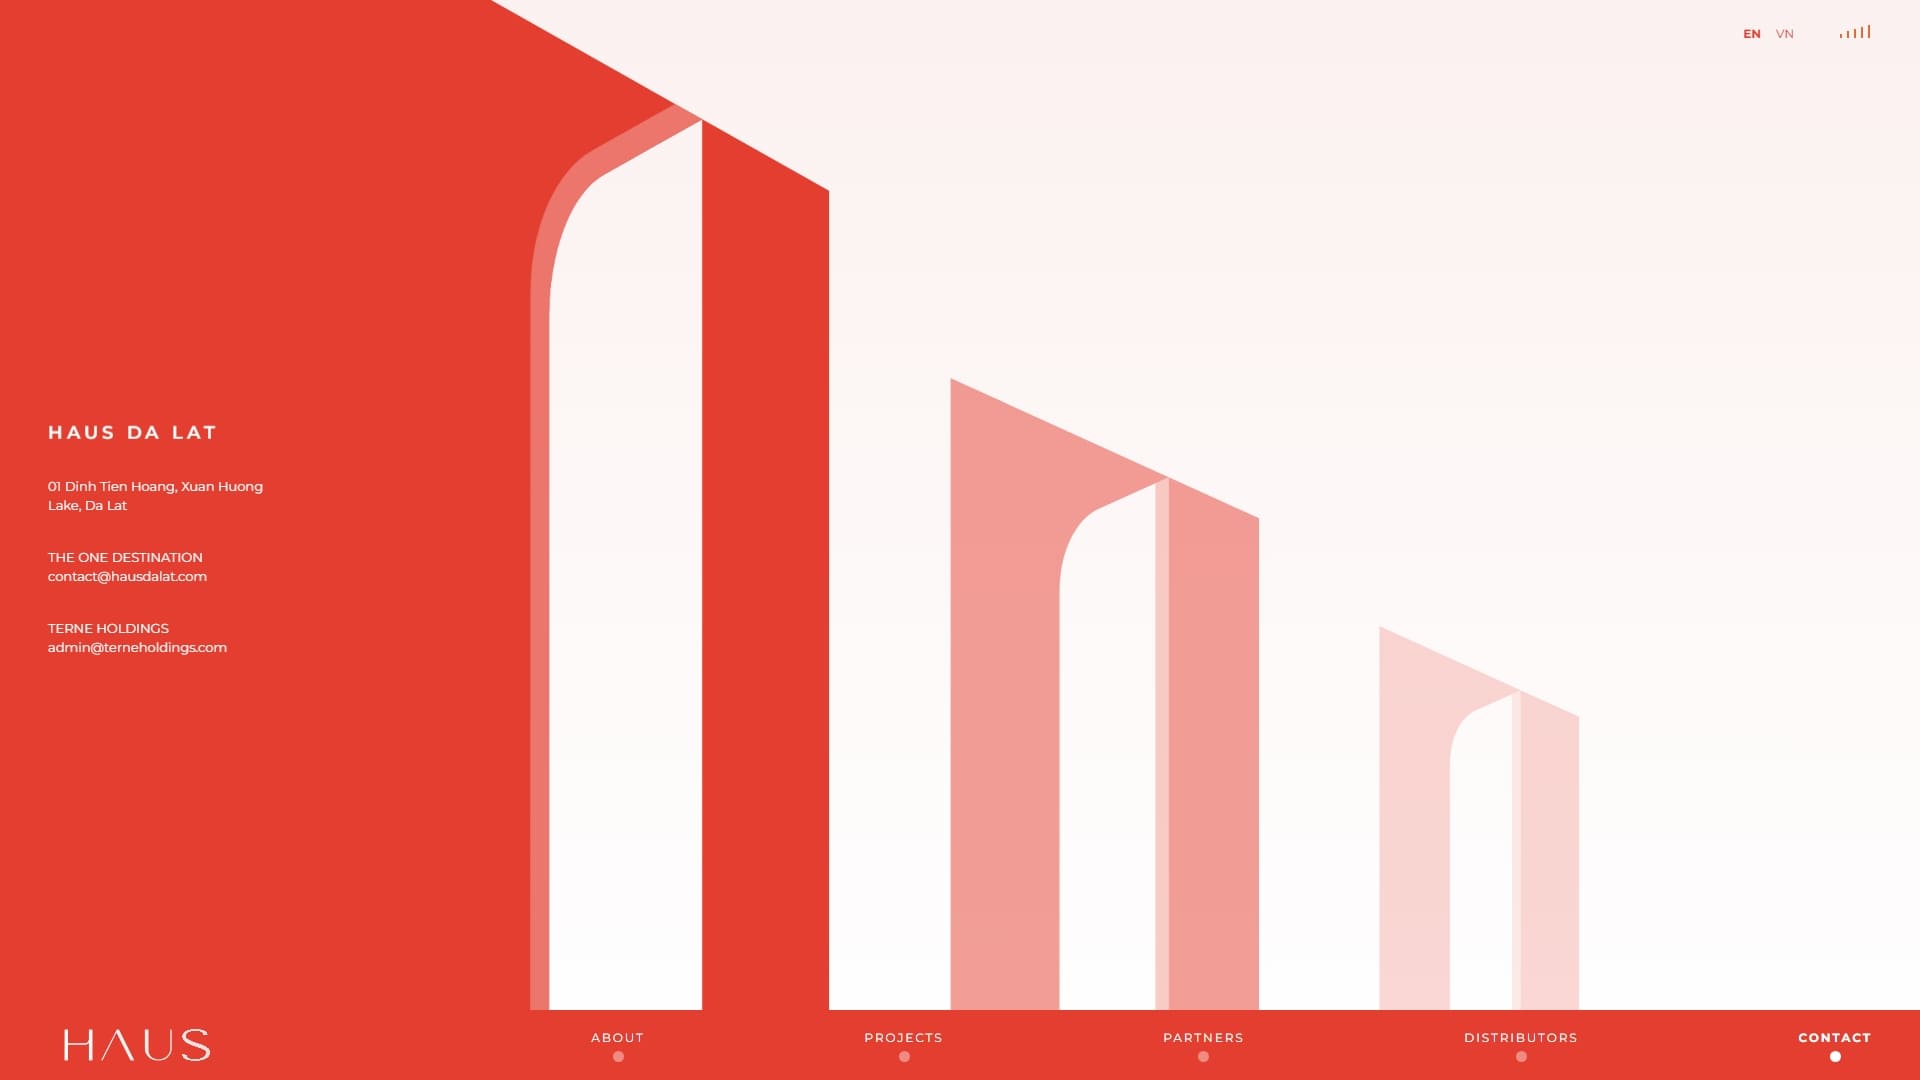 EN VN
HAUS DA LAT
01 Dinh Tien Hoang, Xuan Huong
Lake, Da Lat
THE ONE DESTINATION
contact@hausdalat.com
TERNE HOLDINGS
admin@terneholdings.com
HAUS
ABOUT
PROJECTS
PARTNERS
DISTRIBUTORS
CONTACT